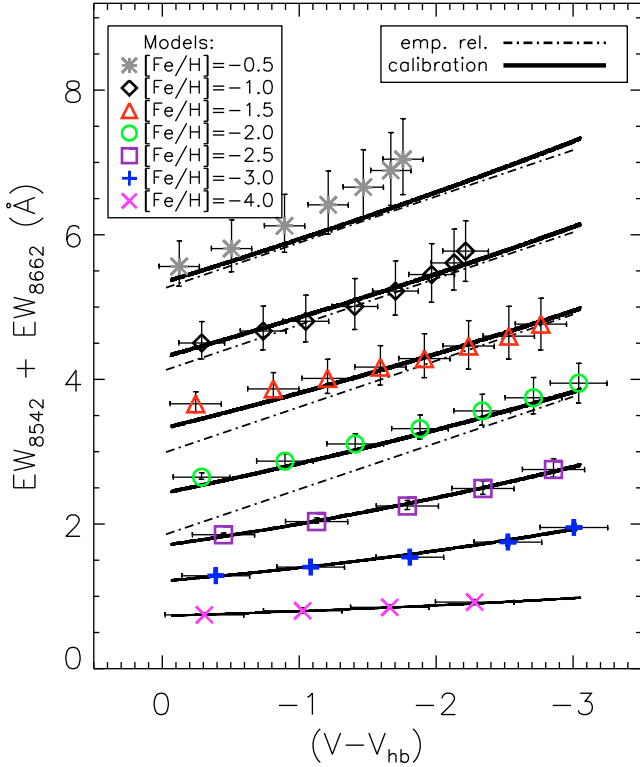 Models:
[Fe/H]=−0.5
[Fe/H]=−1.0
[Fe/H]=−1.5
[Fe/H]=−2.0
[Fe/H]=−2.5
[Fe/H]=−3.0
[Fe/H]=−4.0
emp. rel.
calibration
8
6
4
2
0
EW8542 + EW8662 (Å)
0
−1
−2
−3
(V−Vhb)